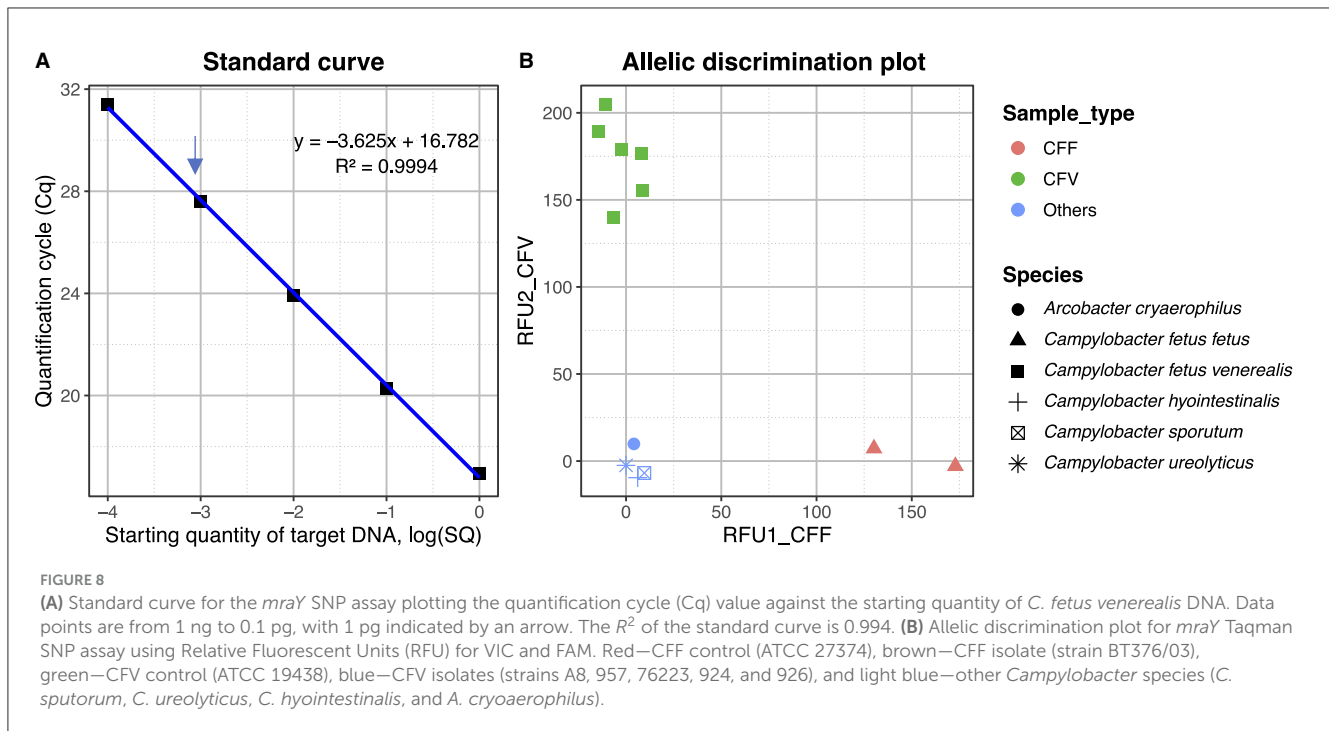 A
Standard curve
32
28
24
20
y = −3.625x + 16.782
R² = 0.9994
Quantification cycle (Cq)
−4
−3
−2
−1
0
Starting quantity of target DNA, log(SQ)
B
Allelic discrimination plot
200
150
100
50
0
RFU2_CFV
0
50
100
150
RFU1_CFF
Sample_type
CFF
CFV
Others
Species
Arcobacter cryaerophilus
Campylobacter fetus fetus
Campylobacter fetus venerealis
Campylobacter hyointestinalis
Campylobacter sporutum
Campylobacter ureolyticus
FIGURE 8
(A) Standard curve for the mraY SNP assay plotting the quantification cycle (Cq) value against the starting quantity of C. fetus venerealis DNA. Data
points are from 1 ng to 0.1 pg, with 1 pg indicated by an arrow. The R² of the standard curve is 0.994. (B) Allelic discrimination plot for mraY Taqman
SNP assay using Relative Fluorescent Units (RFU) for VIC and FAM. Red—CFF control (ATCC 27374), brown—CFF isolate (strain BT376/03),
green—CFV control (ATCC 19438), blue—CFV isolates (strains A8, 957, 76223, 924, and 926), and light blue—other Campylobacter species (C.
sputorum, C. ureolyticus, C. hyointestinalis, and A. cryoaerophilus).